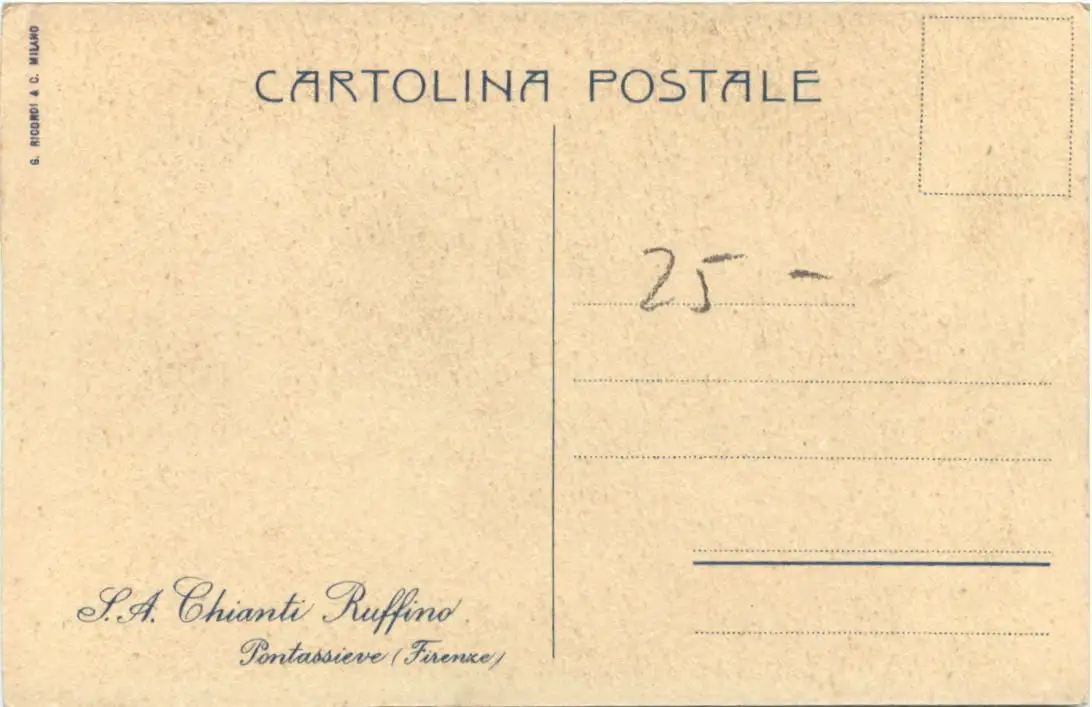 G. RICORDI & C. MILANO
CARTOLINA POSTALE
25 -
S.A. Chianti Ruffino
Pontassieve (Firenze)